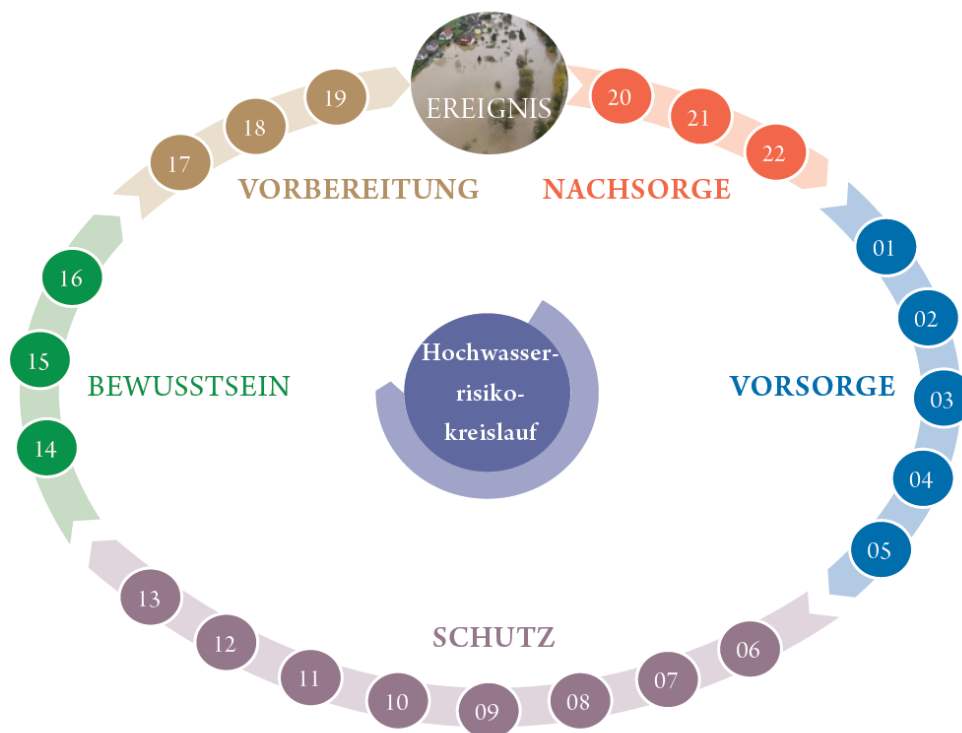 EREIGNIS
20
21
22
NACHSORGE
01
02
03
04
05
VORSORGE
06
07
08
09
10
11
12
13
SCHUTZ
14
15
16
BEWUSSTSEIN
17
18
19
VORBEREITUNG
Hochwasser-
risiko-
kreislauf